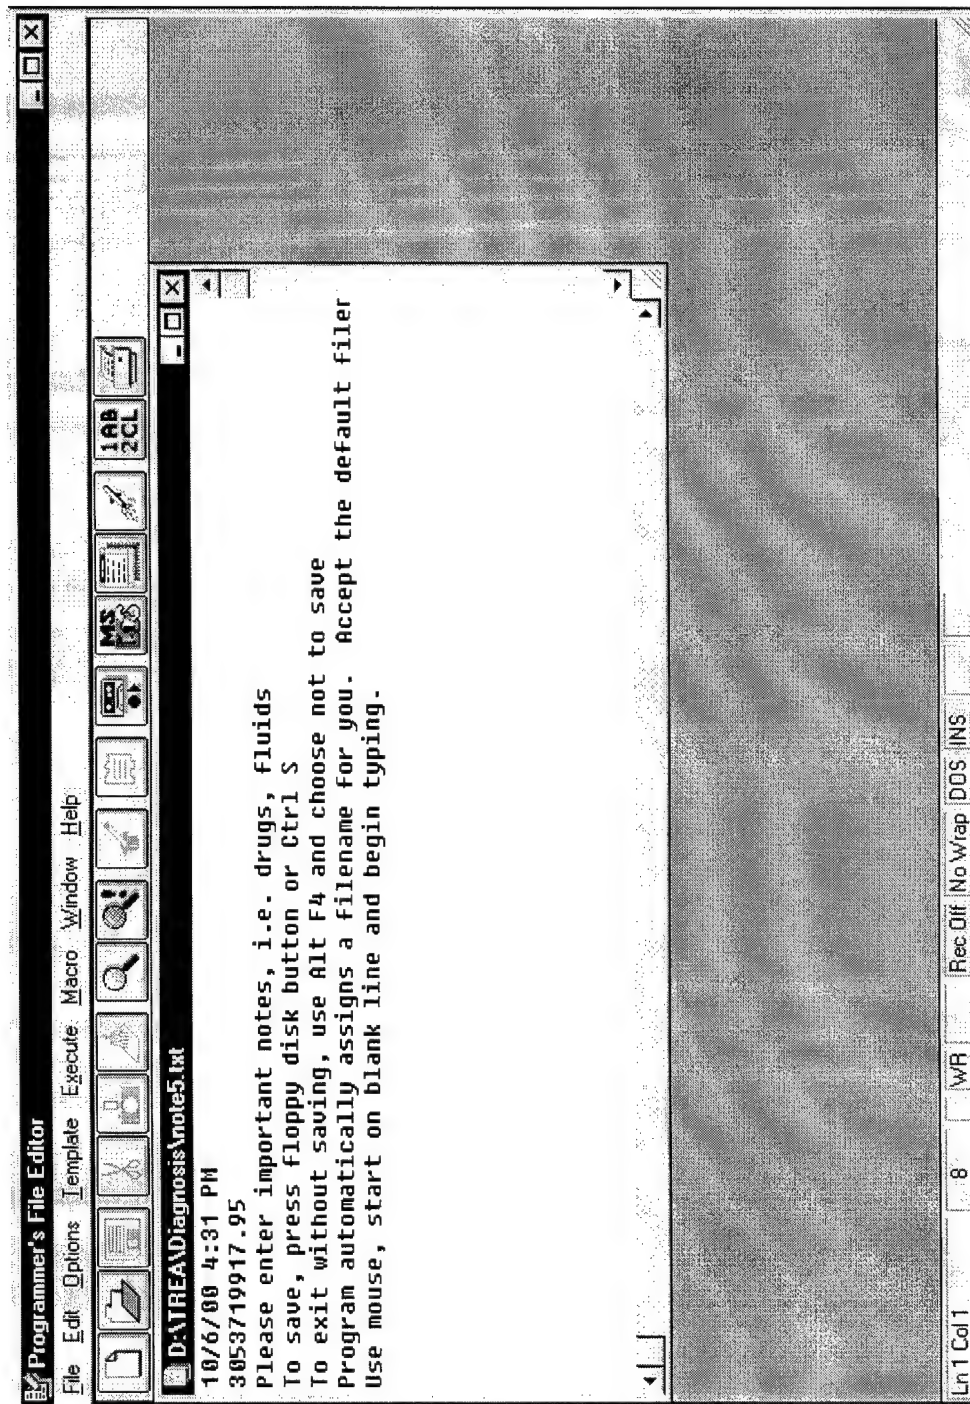 Programmer's File Editor
File Edit Options Template Execute Macro Window Help
MS
1AB
2CL
D:\TREA\Diagnosis\note5.txt
10/6/00 4:31 PM
30537199917.95
Please enter important notes, i.e. drugs, fluids
To save, press floppy disk button or Ctrl S
To exit without saving, use Alt F4 and choose not to save
Program automatically assigns a filename for you.  Accept the default filer
Use mouse, start on blank line and begin typing.
Ln 1 Col 1 8 WR Rec Off No Wrap DOS INS